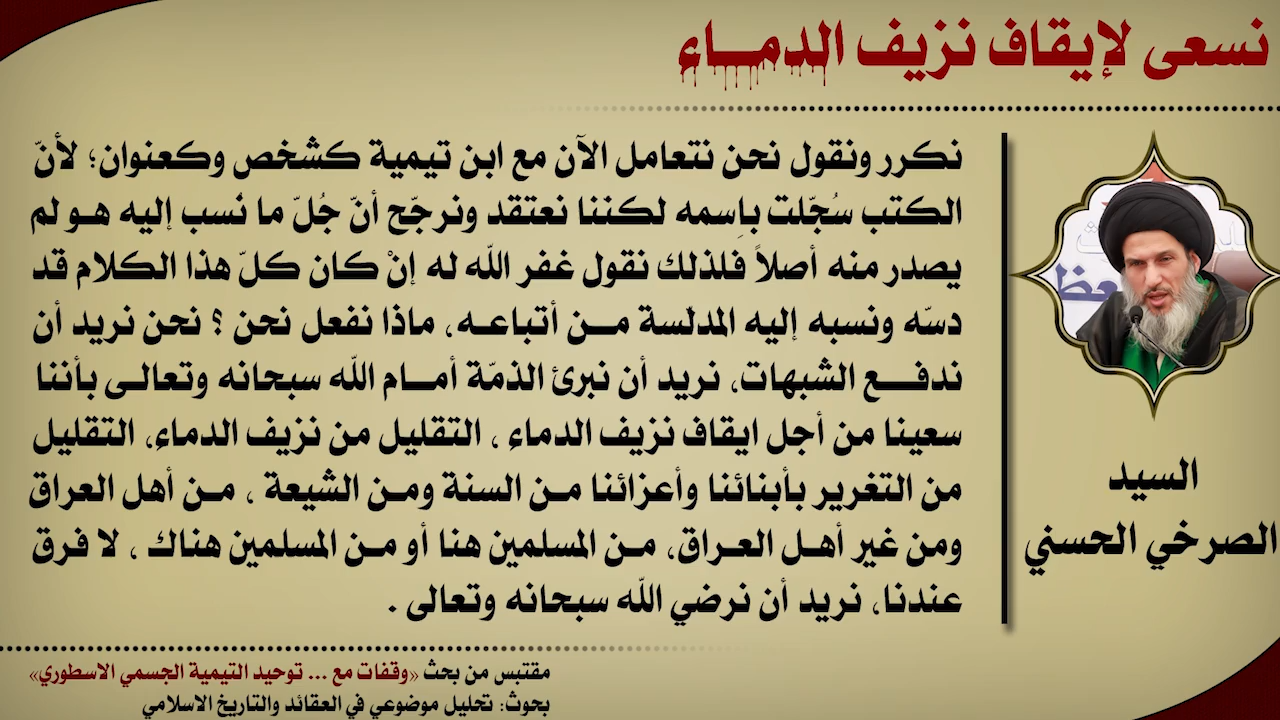 نسعى لإيقاف نزيف الدماء
نكرر ونقول نحن نتعامل الآن مع ابن تيمية كشخص وكعنوان؛ لأنّ
الكتب سُجّلت باِسمه لكننا نعتقد ونرجّح أنّ جُلّ ما نُسب إليه هو لم
يصدر منه أصلاً فلذلك نقول غفر الله له إنْ كان كلّ هذا الكلام قد
دسّه ونسبه إليه المدلّسة من أتباعه، ماذا نفعل نحن ؟ نحن نريد أن
ندفع الشبهات، نريد أن نبرئ الذمّة أمام الله سبحانه وتعالى بأننا
سعينا من أجل ايقاف نزيف الدماء ، التقليل من نزيف الدماء، التقليل
من التغرير بأبنائنا وأعزائنا من السنة ومن الشيعة ، من أهل العراق
ومن غير أهل العراق، من المسلمين هنا أو من المسلمين هناك ، لا فرق
عندنا، نريد أن نرضي الله سبحانه وتعالى .
السيد
الصرخي الحسني
مقتبس من بحث «وقفات مع ... توحيد التيمية الجسمي الاسطوري»
بحوث: تحليل موضوعي في العقائد والتاريخ الاسلامي